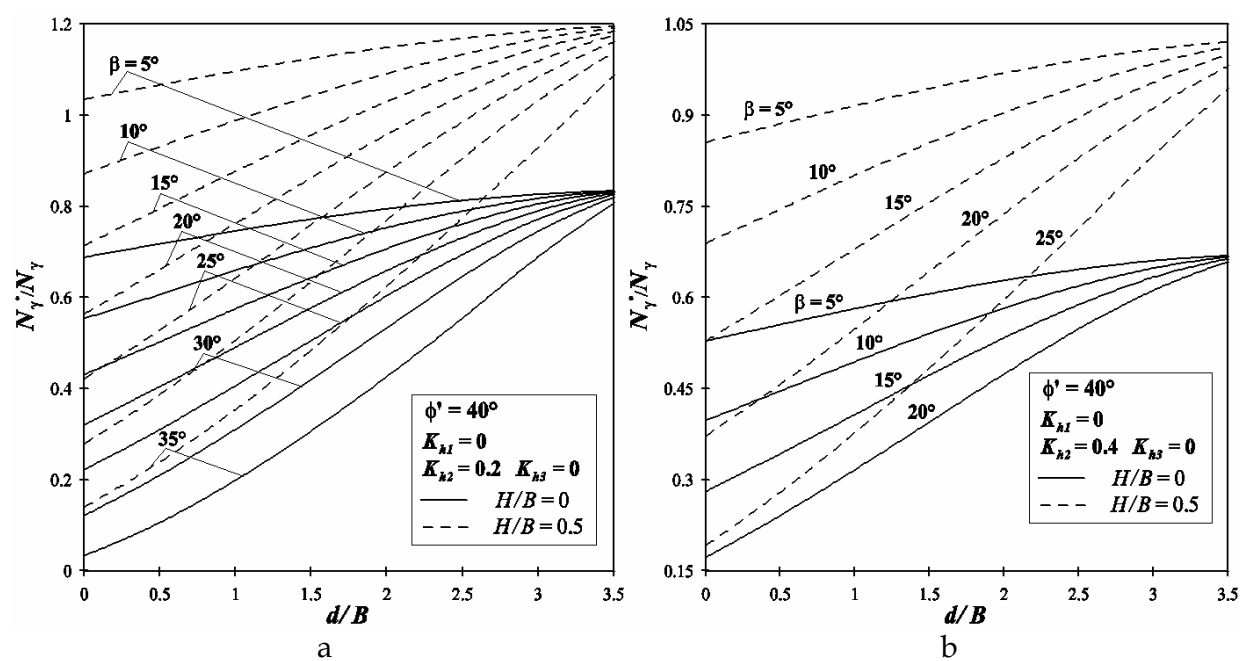 1.2
1
0.8
0.6
0.4
0.2
0
Nγ*/Nγ
β = 5°
10°
15°
20°
25°
30°
35°
ϕ' = 40°
Kh1 = 0
Kh2 = 0.2 Kh3 = 0
H/B = 0
H/B = 0.5
0 0.5 1 1.5 2 2.5 3 3.5
d/B
a
1.05
0.9
0.75
0.6
0.45
0.3
0.15
Nγ*/Nγ
β = 5°
10°
15°
20°
25°
β = 5°
10°
15°
20°
ϕ' = 40°
Kh1 = 0
Kh2 = 0.4 Kh3 = 0
H/B = 0
H/B = 0.5
0 0.5 1 1.5 2 2.5 3 3.5
d/B
b